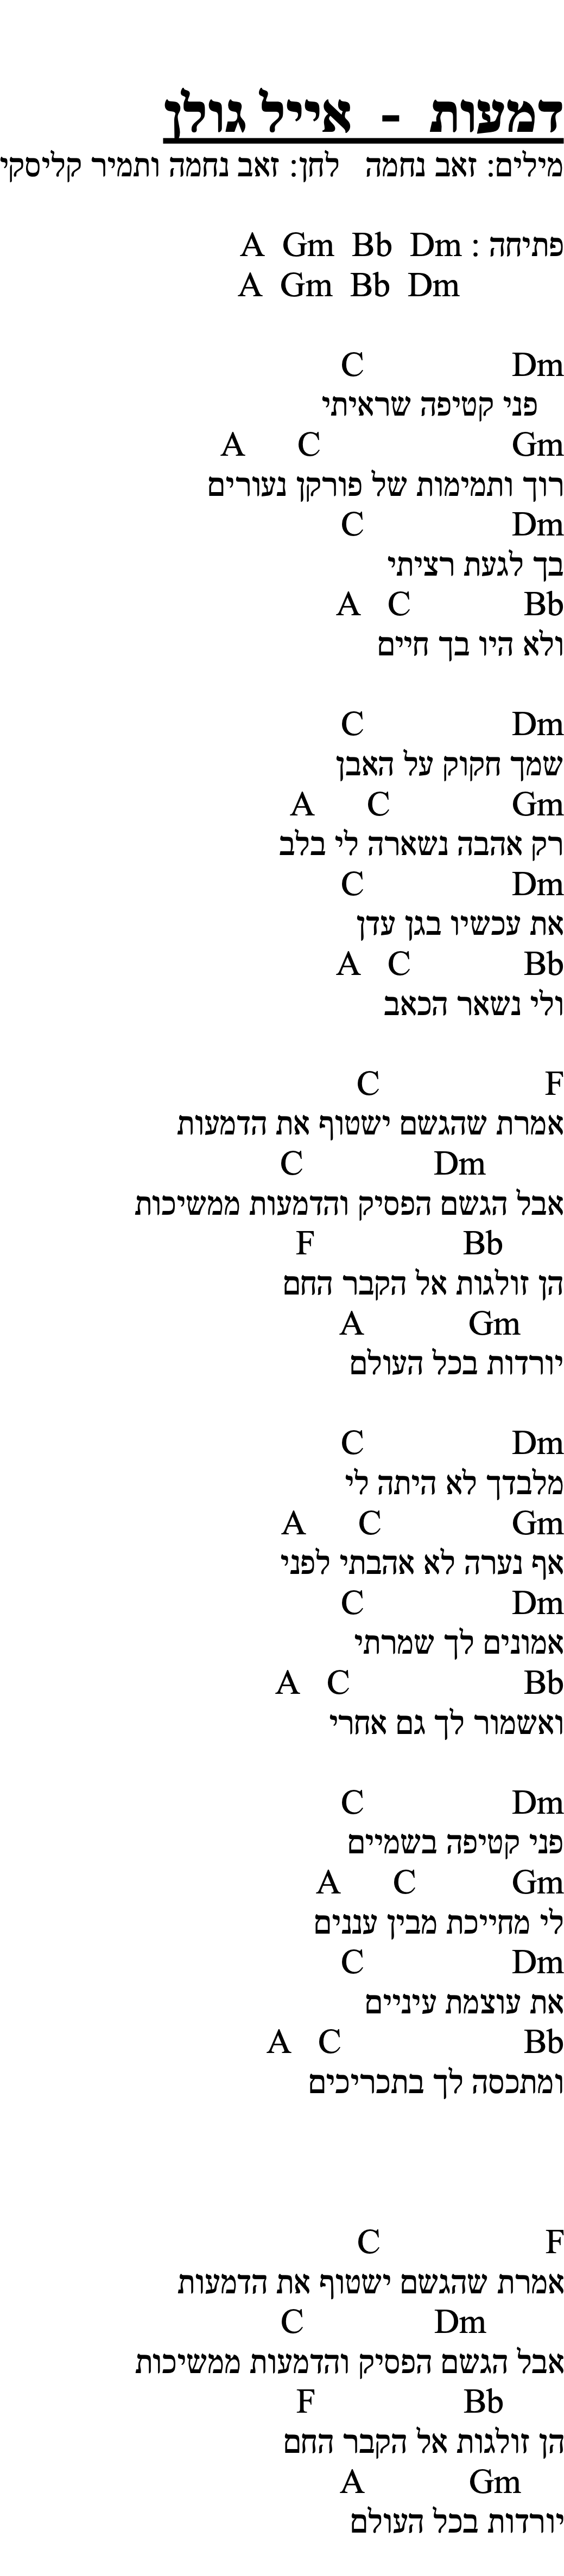 דמעות - אייל גולן
מילים: זאב נחמה לחן: זאב נחמה ותמיר קליסקי
פתיחה : Dm Bb Gm A
Dm Bb Gm A
Dm C
פני קטיפה שראיתי
Gm C A
רוך ותמימות של פורקן נעורים
Dm C
בך לגעת רציתי
Bb C A
ולא היו בך חיים
Dm C
שמך חקוק על האבן
Gm C A
רק אהבה נשארה לי בלב
Dm C
את עכשיו בגן עדן
Bb C A
ולי נשאר הכאב
F C
אמרת שהגשם ישטוף את הדמעות
Dm C
אבל הגשם הפסיק והדמעות ממשיכות
Bb F
הן זולגות אל הקבר החם
Gm A
יורדות בכל העולם
Dm C
מלבדך לא היתה לי
Gm C A
אף נערה לא אהבתי לפני
Dm C
אמונים לך שמרתי
Bb C A
ואשמור לך גם אחרי
Dm C
פני קטיפה בשמיים
Gm C A
לי מחייכת מבין עננים
Dm C
את עוצמת עיניים
Bb C A
ומתכסה לך בתכריכים
F C
אמרת שהגשם ישטוף את הדמעות
Dm C
אבל הגשם הפסיק והדמעות ממשיכות
Bb F
הן זולגות אל הקבר החם
Gm A
יורדות בכל העולם